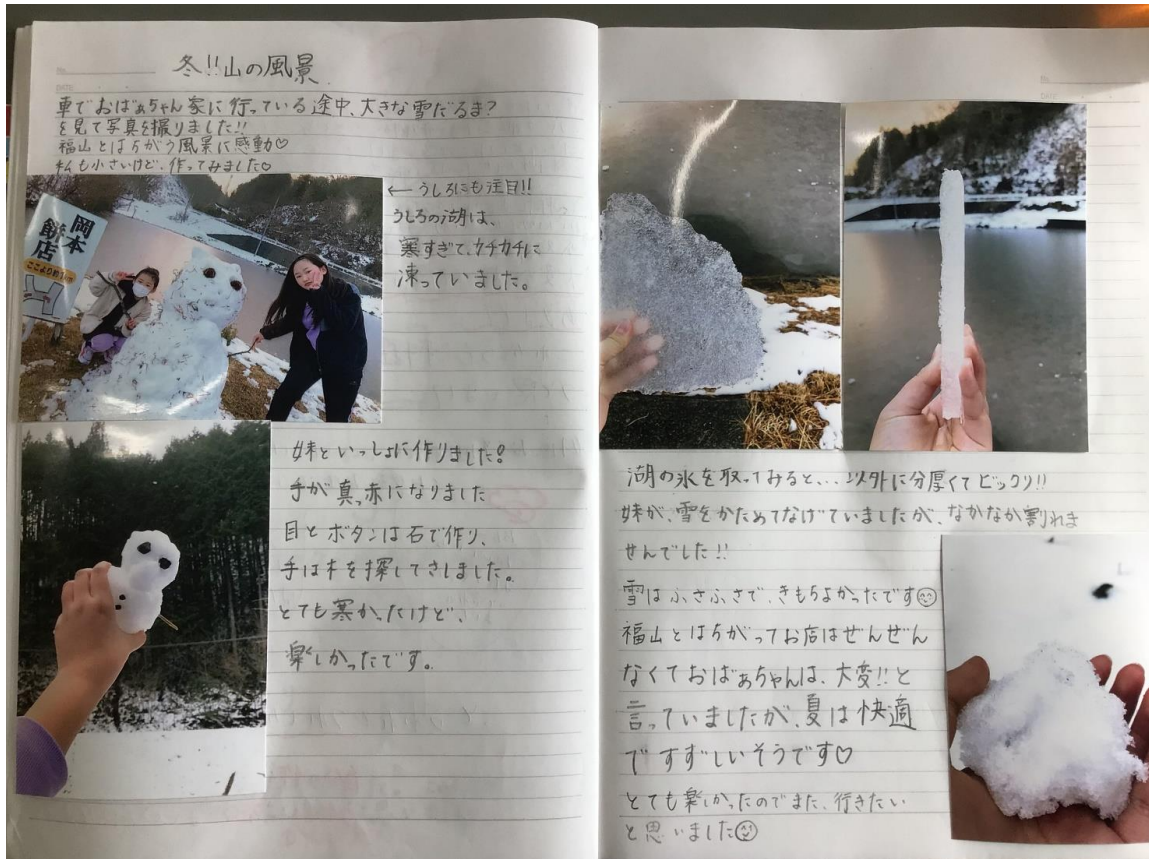 冬!!山の風景
車でおばぁちゃん家に行っている途中、大きな雪だるま?
を見て写真を撮りました!!
福山とはちがう風景に感動♡
私も小さいけど、作ってみました♡
←うしろにも注目!!
うしろの湖は、
寒すぎて、カチカチに
凍っていました。
岡本
餅店
ここより約1
妹といっしょに作りました!
手が真っ赤になりました
目とボタンは石で作り、
手は木を探してさしました。
とても寒かったけど、
楽しかったです。
湖の氷を取ってみると...以外に分厚くてビックリ!!
妹が、雪をかためてなげていましたが、なかなか割れま
せんでした!!
雪はふさふさで、きもちよかったです😊
福山とはちがってお店はぜんぜん
なくておばぁちゃんは、大変!!と
言っていましたが、夏は快適
ですずしいそうです♡
とても楽しかったのでまた、行きたい
と思いました😊